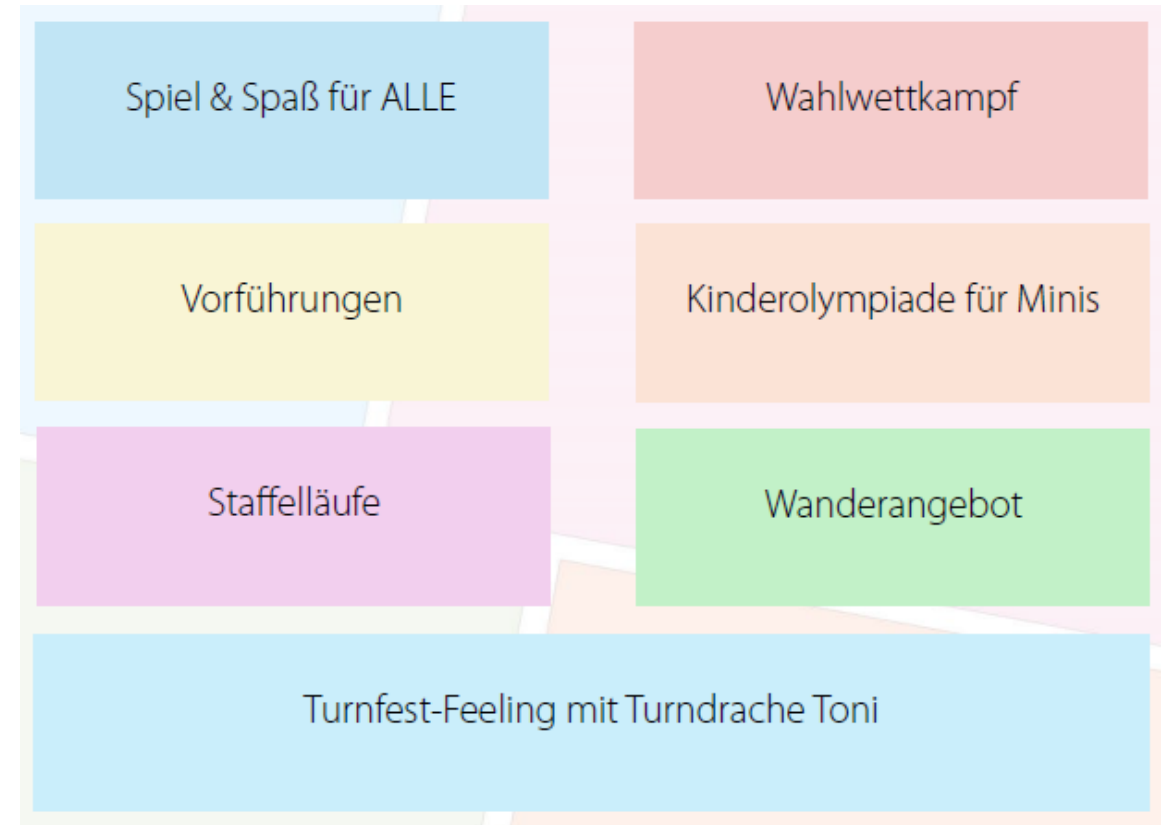 Spiel & Spaß für ALLE
Wahlwettkampf
Vorführungen
Kinderolympiade für Minis
Staffelläufe
Wanderangebot
Turnfest-Feeling mit Turndrache Toni